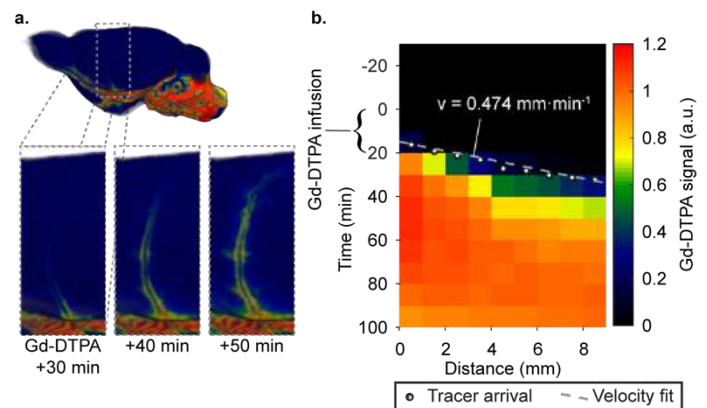 a.
Gd-DTPA
+30 min
+40 min
+50 min
b.
Gd-DTPA infusion
Time (min)
-20
0
20
40
60
80
100
v = 0.474 mm·min-1
0
2
4
6
8
Distance (mm)
1.2
1
0.8
0.6
0.4
0.2
0
Gd-DTPA signal (a.u.)
Tracer arrival
Velocity fit